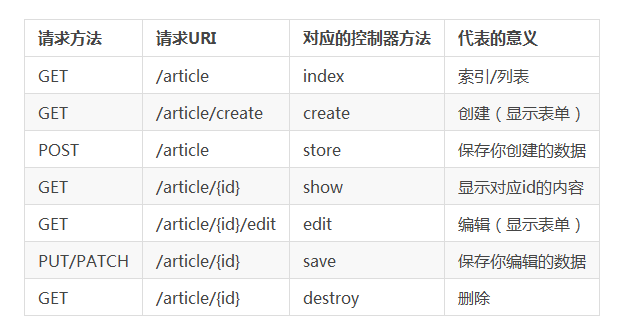 请求方法 请求URI 对应的控制器方法 代表的意义
GET /article index 索引/列表
GET /article/create create 创建（显示表单）
POST /article store 保存你创建的数据
GET /article/{id} show 显示对应id的内容
GET /article/{id}/edit edit 编辑（显示表单）
PUT/PATCH /article/{id} save 保存你编辑的数据
GET /article/{id} destroy 删除